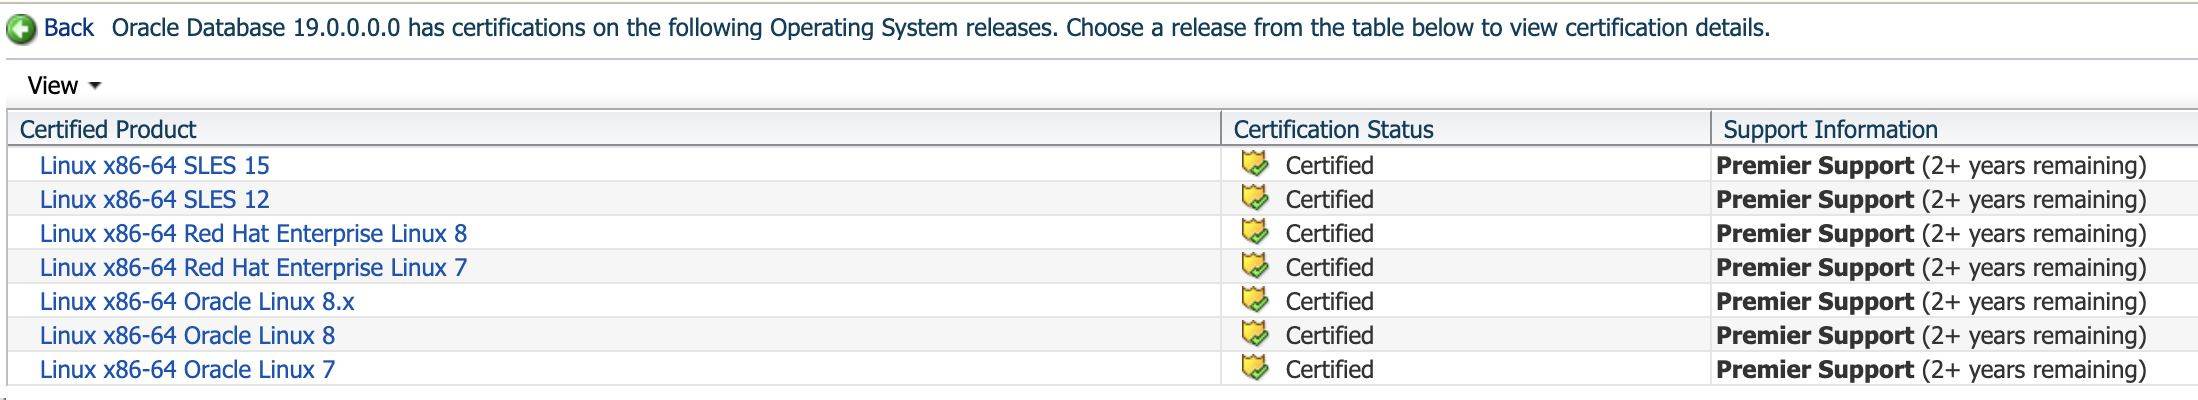 Back Oracle Database 19.0.0.0.0 has certifications on the following Operating System releases. Choose a release from the table below to view certification details.
View
Certified Product Certification Status Support Information
Linux x86-64 SLES 15 Certified Premier Support (2+ years remaining)
Linux x86-64 SLES 12 Certified Premier Support (2+ years remaining)
Linux x86-64 Red Hat Enterprise Linux 8 Certified Premier Support (2+ years remaining)
Linux x86-64 Red Hat Enterprise Linux 7 Certified Premier Support (2+ years remaining)
Linux x86-64 Oracle Linux 8.x Certified Premier Support (2+ years remaining)
Linux x86-64 Oracle Linux 8 Certified Premier Support (2+ years remaining)
Linux x86-64 Oracle Linux 7 Certified Premier Support (2+ years remaining)